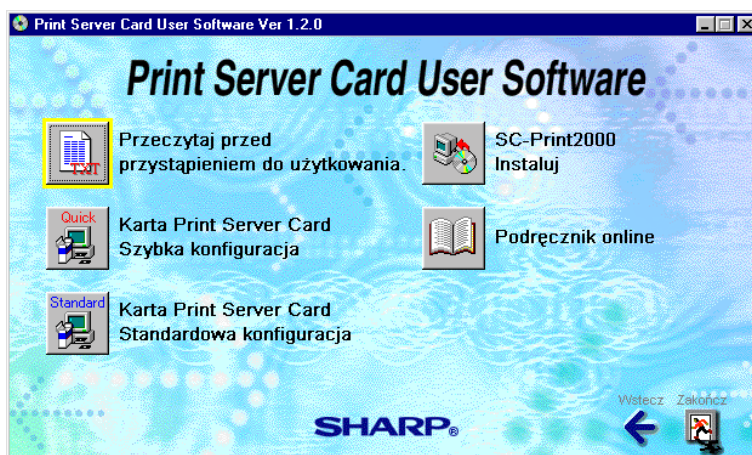 Print Server Card User Software Ver 1.2.0
Print Server Card User Software
TXT
Przeczytaj przed
przystąpieniem do użytkowania.
Quick
Karta Print Server Card
Szybka konfiguracja
Standard
Karta Print Server Card
Standardowa konfiguracja
SC-Print2000
Instaluj
Podręcznik online
Wstecz Zakończ
SHARP®